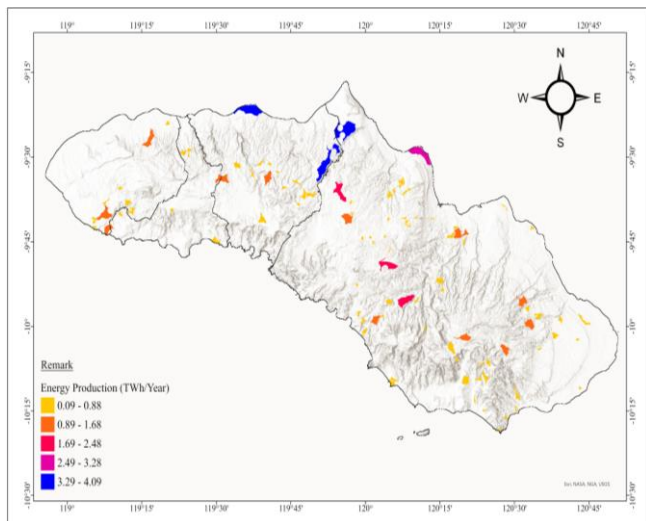 119° 119°15' 119°30' 119°45' 120° 120°15' 120°30' 120°45'
N
W E
S
-9°15' -9°15'
-9°30' -9°30'
-9°45' -9°45'
-10° -10°
-10°15' -10°15'
-10°30' -10°30'
Remark
Energy Production (TWh/Year)
0.09 - 0.88
0.89 - 1.68
1.69 - 2.48
2.49 - 3.28
3.29 - 4.09
NASA, NGA, USGS
119° 119°15' 119°30' 119°45' 120° 120°15' 120°30' 120°45'